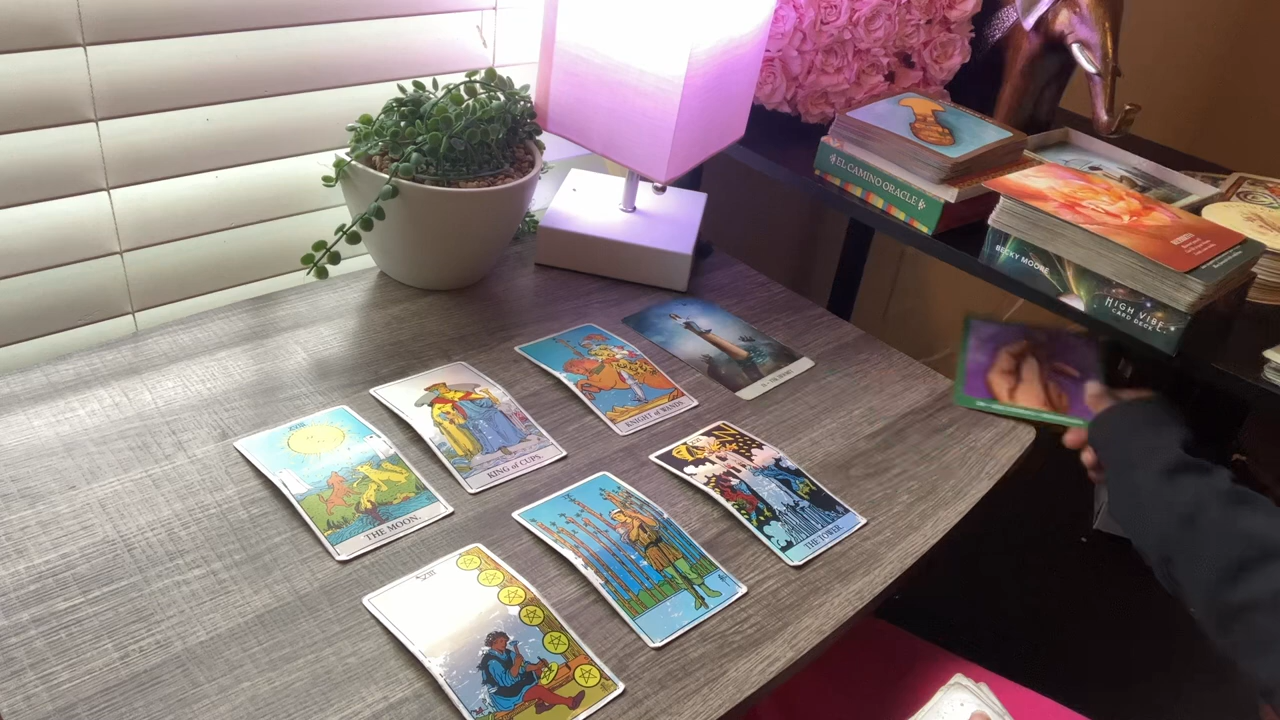 EL CAMINO ORACLE
BECKY MOORE
HIGH VIBE
CARD DECK
KNIGHT of WANDS
KING of CUPS.
XVIII
THE MOON.
THE TOWER.